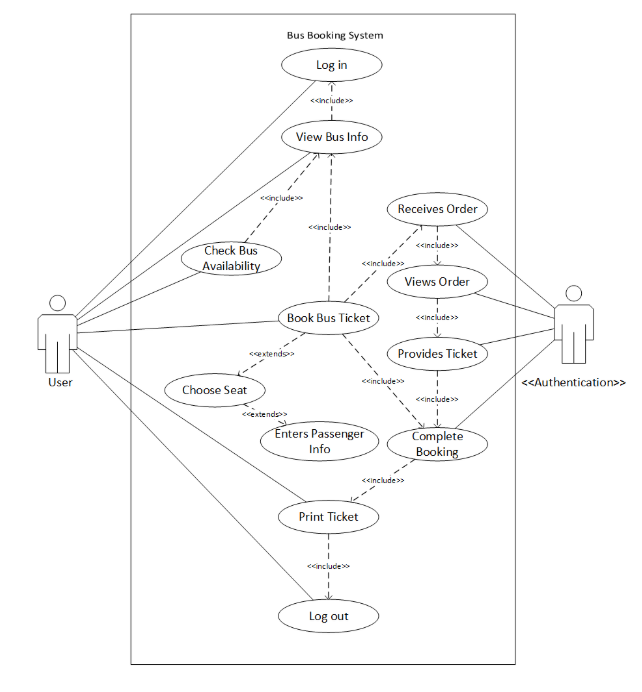 Bus Booking System
Log in
<<include>>
View Bus Info
<<include>>
Receives Order
<<include>>
<<include>>
Check Bus
Availability
<<include>>
Views Order
Book Bus Ticket
<<include>>
<<extends>>
Provides Ticket
User
<<Authentication>>
Choose Seat
<<include>>
<<include>>
<<extends>>
Enters Passenger
Info
Complete
Booking
<<include>>
Print Ticket
<<include>>
Log out